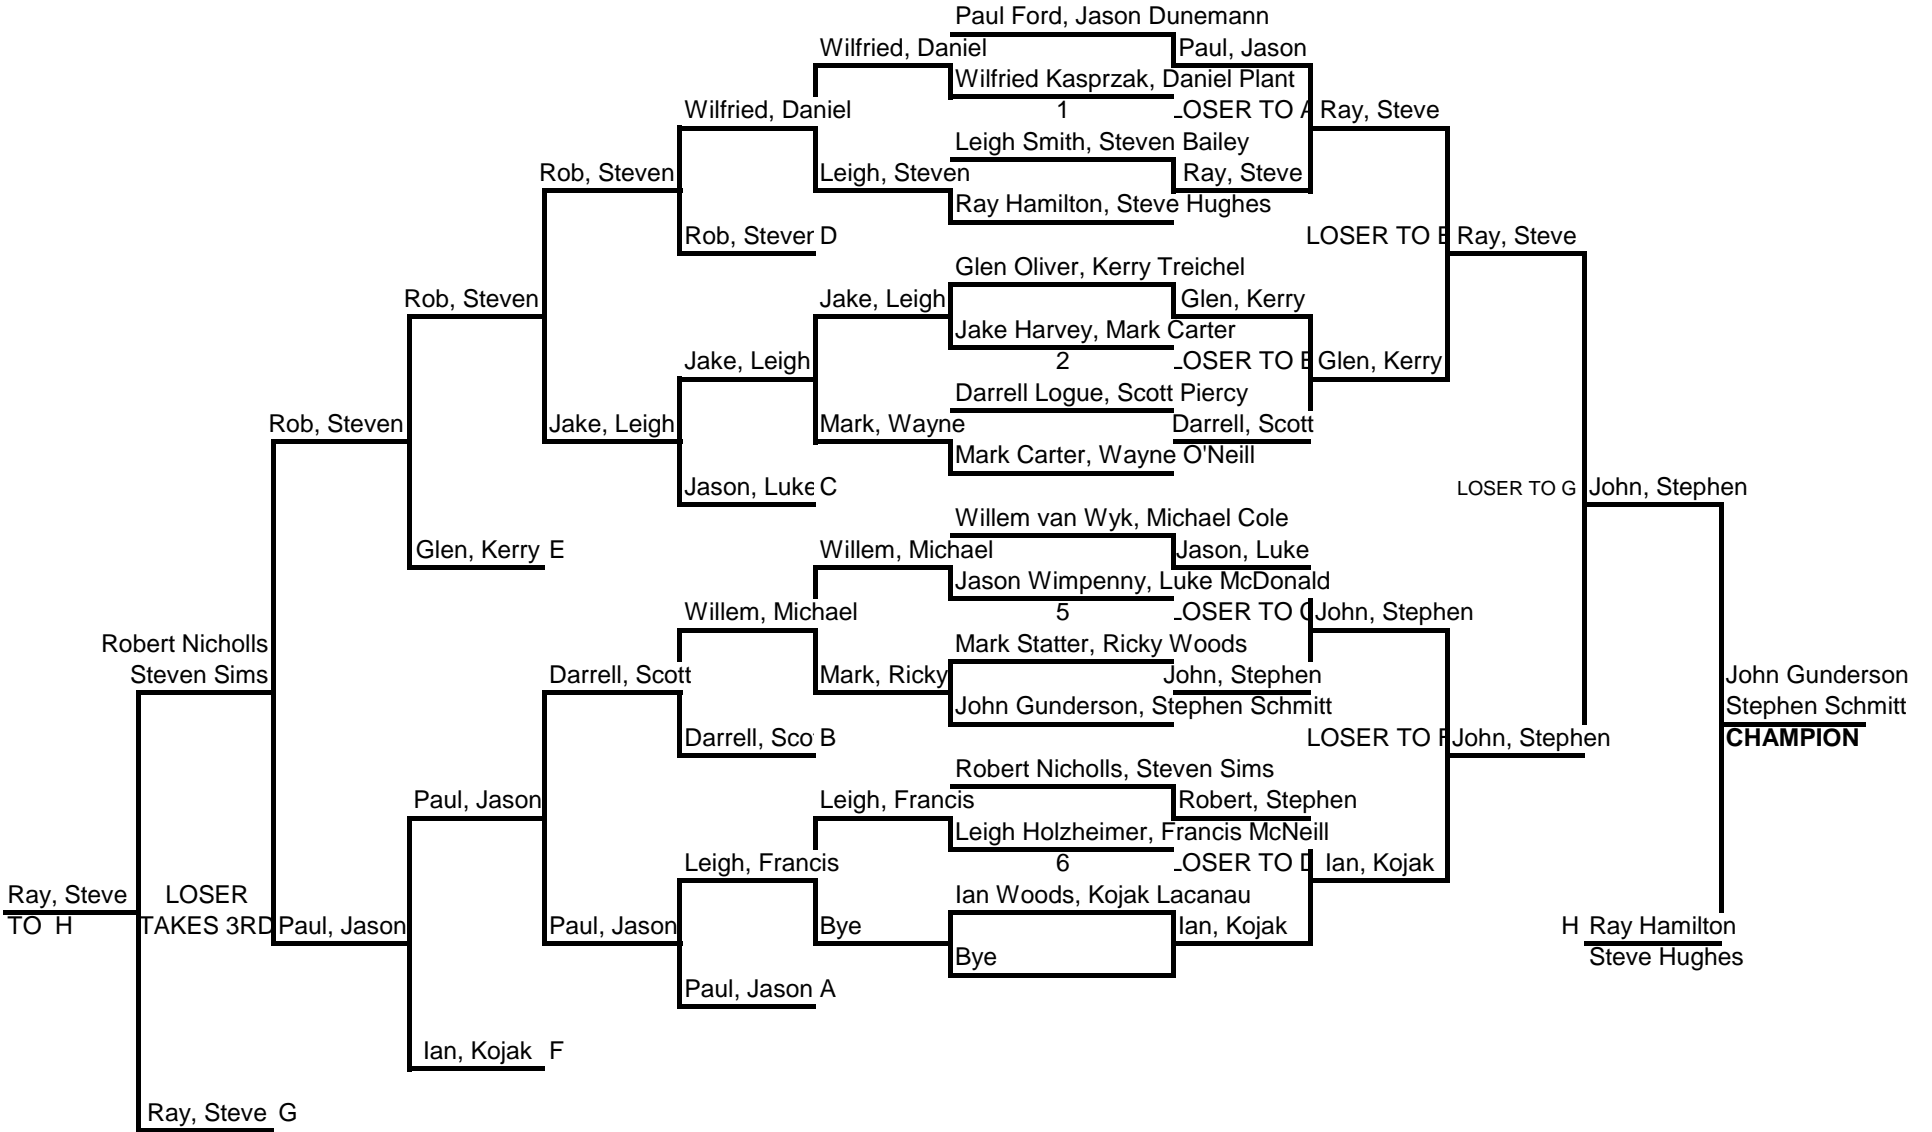 Paul Ford, Jason Dunemann
Wilfried, Daniel
Paul, Jason
Wilfried Kasprzak, Daniel Plant
Wilfried, Daniel
1
LOSER TO A
Ray, Steve
Leigh Smith, Steven Bailey
Rob, Steven
Leigh, Steven
Ray, Steve
Ray Hamilton, Steve Hughes
Rob, Steven D
LOSER TO E
Ray, Steve
Glen Oliver, Kerry Treichel
Rob, Steven
Jake, Leigh
Glen, Kerry
Jake Harvey, Mark Carter
Jake, Leigh
2
LOSER TO B
Glen, Kerry
Darrell Logue, Scott Piercy
Rob, Steven
Jake, Leigh
Mark, Wayne
Darrell, Scott
Mark Carter, Wayne O'Neill
Jason, Luke C
LOSER TO G
John, Stephen
Willem van Wyk, Michael Cole
Glen, Kerry E
Willem, Michael
Jason, Luke
Jason Wimpenny, Luke McDonald
Willem, Michael
5
LOSER TO C
John, Stephen
Robert Nicholls
Mark Statter, Ricky Woods
Steven Sims
Darrell, Scott
Mark, Ricky
John, Stephen
John Gunderson
John Gunderson, Stephen Schmitt
Stephen Schmitt
Darrell, Sco B
LOSER TO F
John, Stephen
CHAMPION
Robert Nicholls, Steven Sims
Paul, Jason
Leigh, Francis
Robert, Stephen
Leigh Holzheimer, Francis McNeill
Leigh, Francis
6
LOSER TO D
Ian, Kojak
Ray, Steve
LOSER
Ian Woods, Kojak Lacanau
TO H
TAKES 3RD
Paul, Jason
Paul, Jason
Bye
Ian, Kojak
H Ray Hamilton
Bye
Steve Hughes
Paul, Jason A
Ian, Kojak F
Ray, Steve G